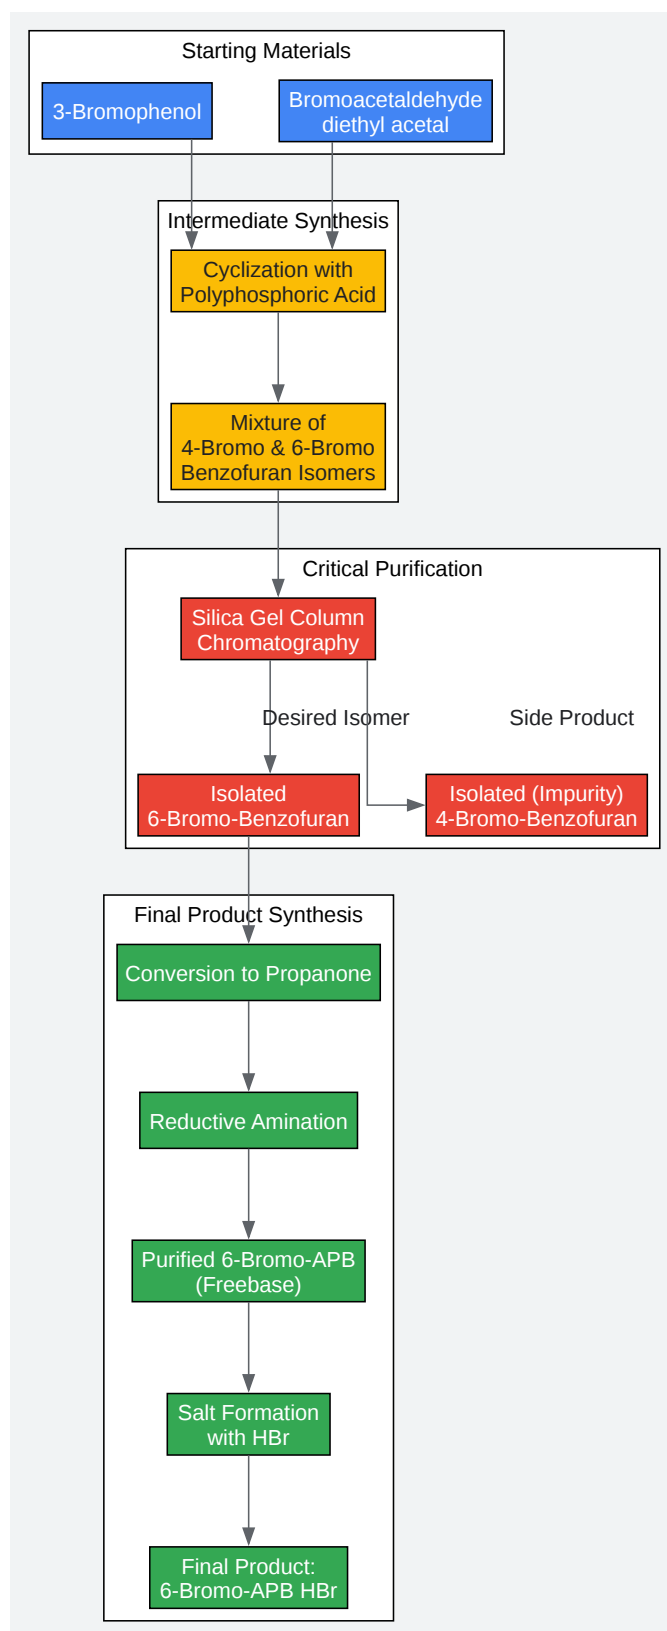 Starting Materials
3-Bromophenol
Bromoacetaldehyde
diethyl acetal
Intermediate Synthesis
Cyclization with
Polyphosphoric Acid
Mixture of
4-Bromo & 6-Bromo
Benzofuran Isomers
Critical Purification
Silica Gel Column
Chromatography
Desired Isomer
Side Product
Isolated
6-Bromo-Benzofuran
Isolated (Impurity)
4-Bromo-Benzofuran
Final Product Synthesis
Conversion to Propanone
Reductive Amination
Purified 6-Bromo-APB
(Freebase)
Salt Formation
with HBr
Final Product:
6-Bromo-APB HBr